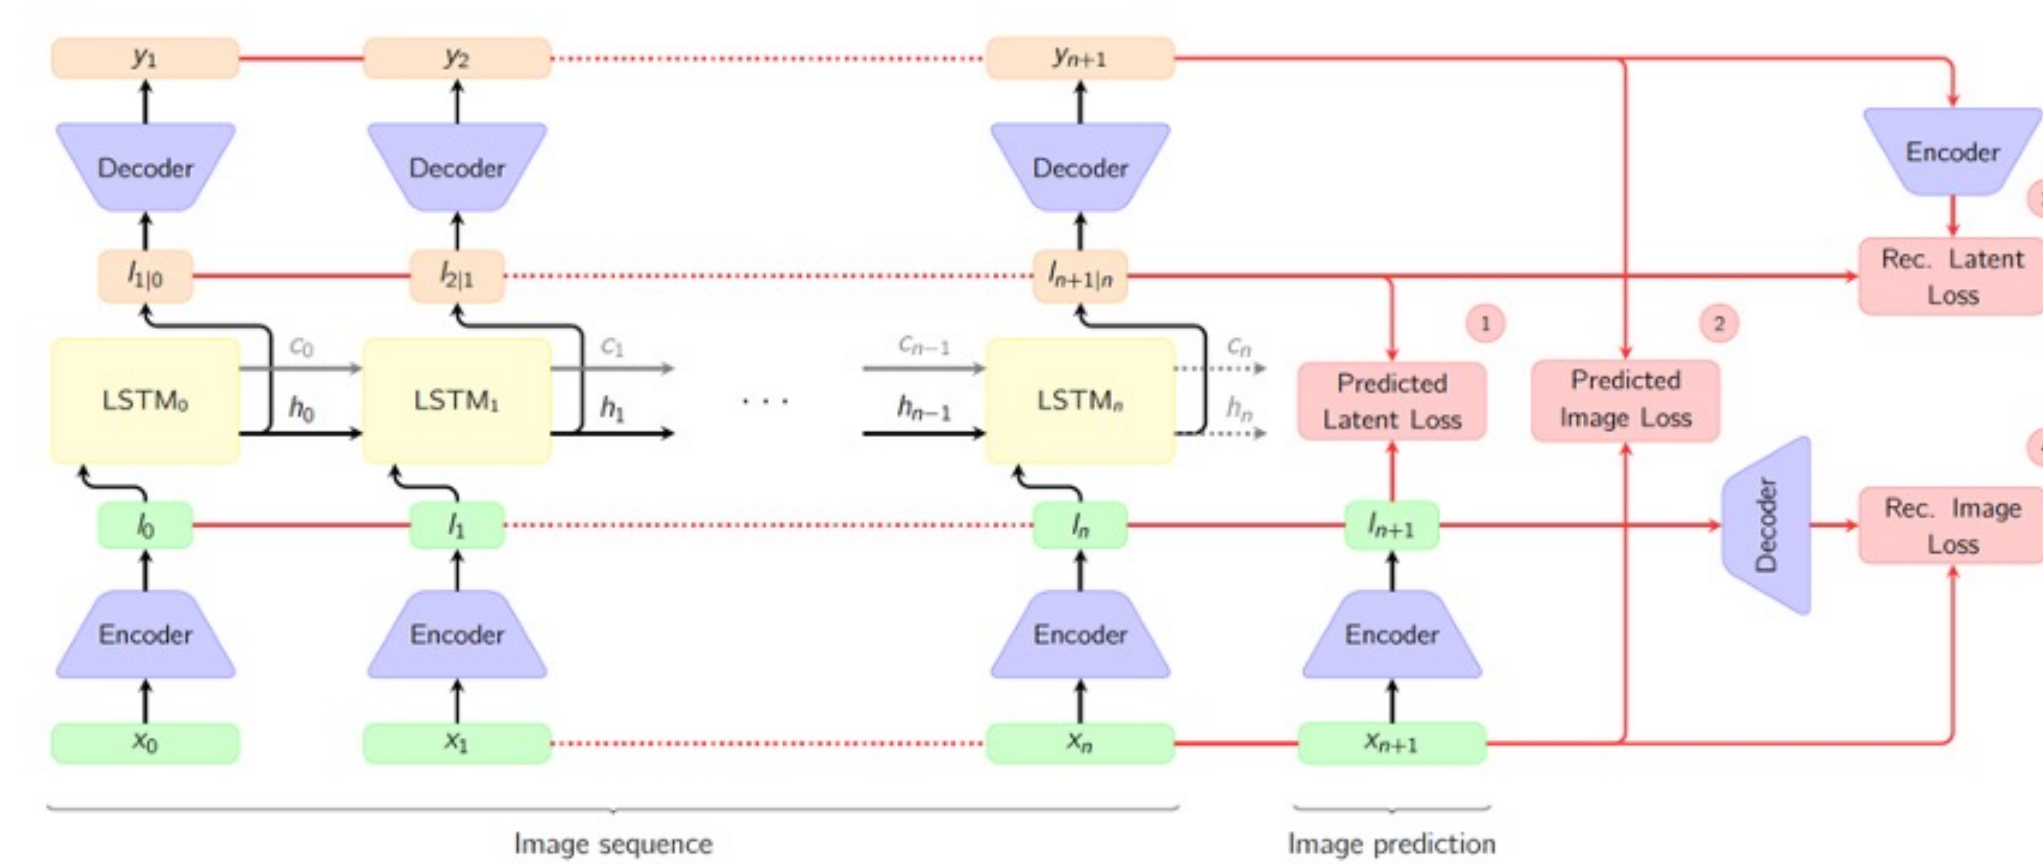 y₁ y₂ yₙ₊₁
Decoder Decoder Decoder Encoder
l₁|₀ l₂|₁ lₙ₊₁|ₙ Rec. Latent
Loss
1 2
c₀ c₁ cₙ₋₁ cₙ
LSTM₀ h₀ LSTM₁ h₁ ... hₙ₋₁ LSTMₙ hₙ
Predicted
Latent Loss
Predicted
Image Loss
l₀ l₁ lₙ lₙ₊₁ Decoder Rec. Image
Loss
Encoder Encoder Encoder Encoder
x₀ x₁ xₙ xₙ₊₁
Image sequence Image prediction